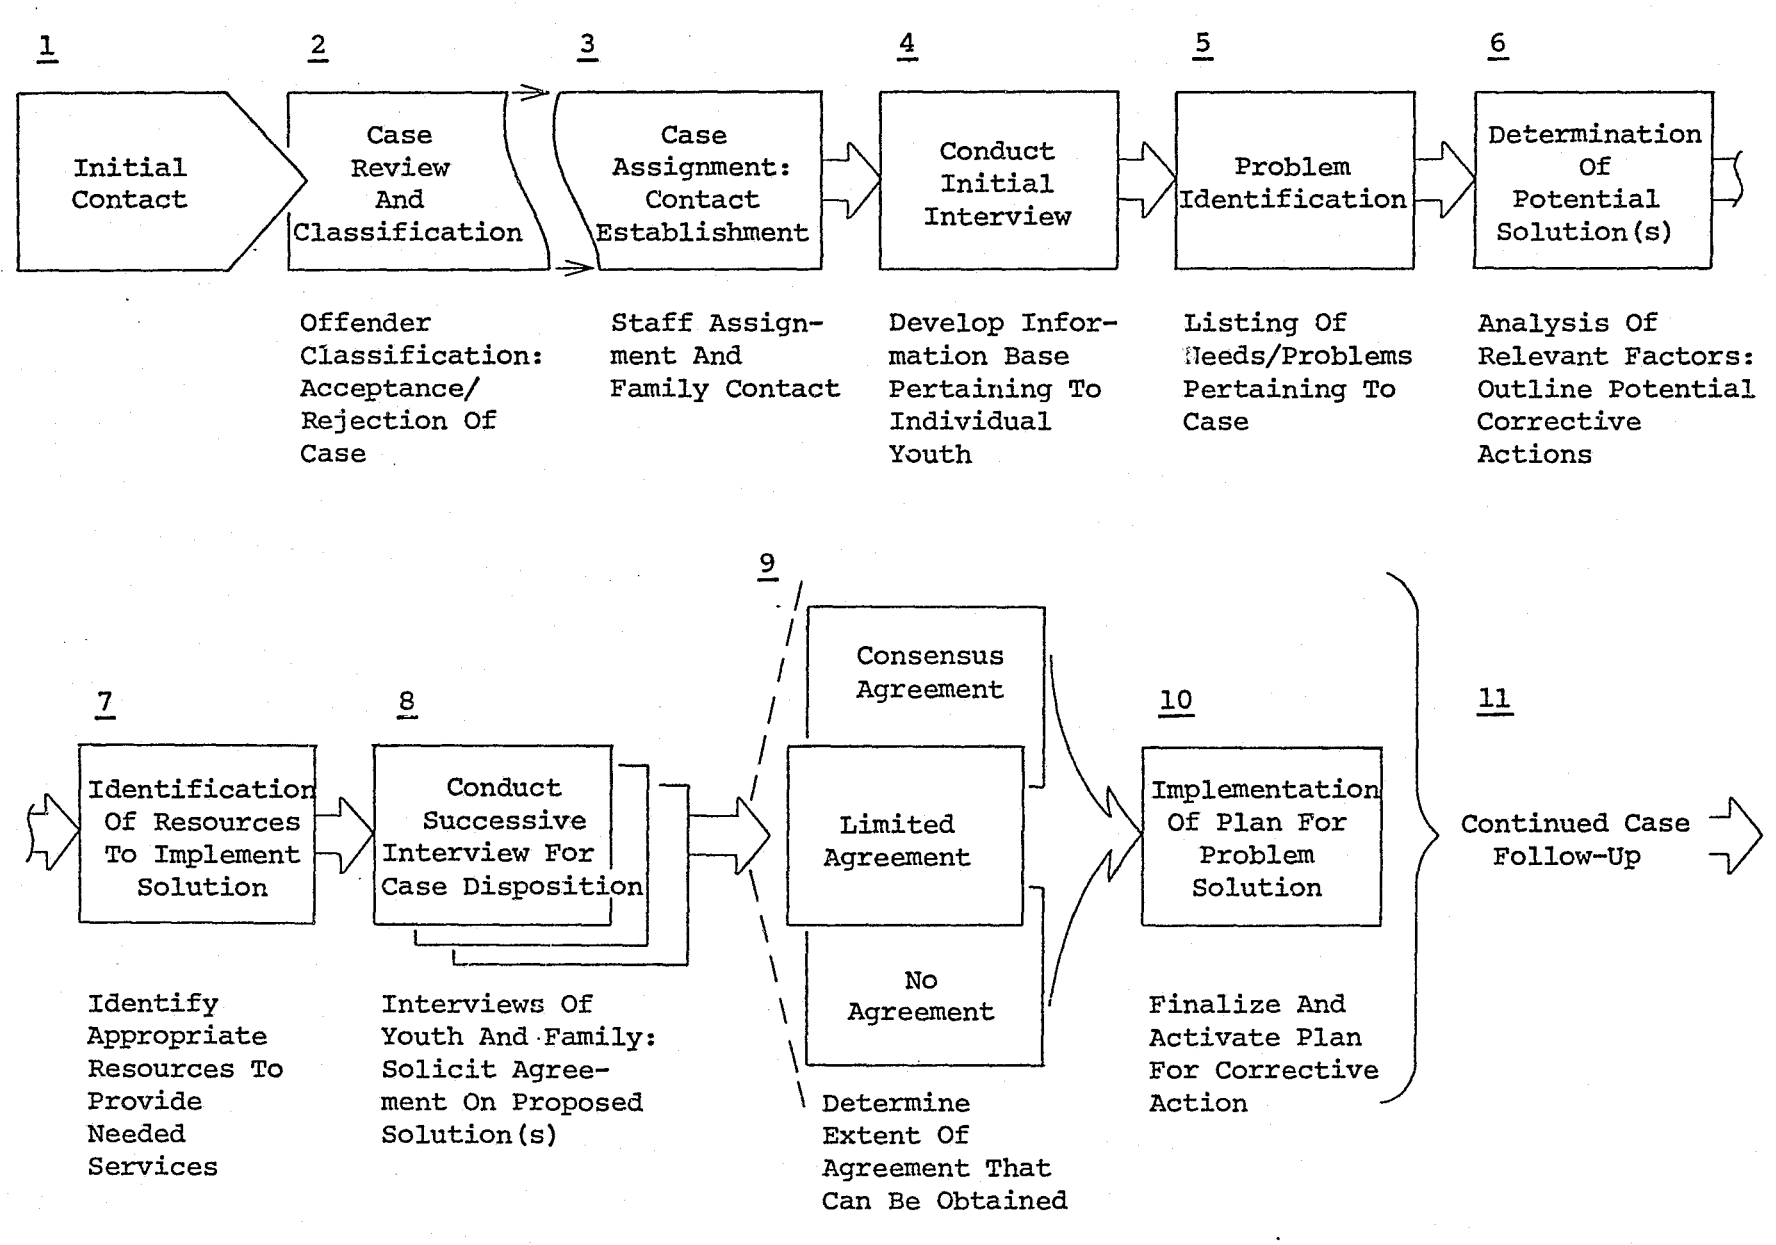 1
Initial
Contact
2
Case
Review
And
Classification
Offender
Classification:
Acceptance/
Rejection Of
Case
3
Case
Assignment:
Contact
Establishment
Staff Assign-
ment And
Family Contact
4
Conduct
Initial
Interview
Develop Infor-
mation Base
Pertaining To
Individual
Youth
5
Problem
Identification
Listing Of
Needs/Problems
Pertaining To
Case
6
Determination
Of
Potential
Solution(s)
Analysis Of
Relevant Factors:
Outline Potential
Corrective
Actions
7
Identification
Of Resources
To Implement
Solution
Identify
Appropriate
Resources To
Provide
Needed
Services
8
Conduct
Successive
Interview For
Case Disposition
Interviews Of
Youth And Family:
Solicit Agree-
ment On Proposed
Solution(s)
9
Consensus
Agreement
Limited
Agreement
No
Agreement
Determine
Extent Of
Agreement That
Can Be Obtained
10
Implementation
Of Plan For
Problem
Solution
Finalize And
Activate Plan
For Corrective
Action
11
Continued Case
Follow-Up